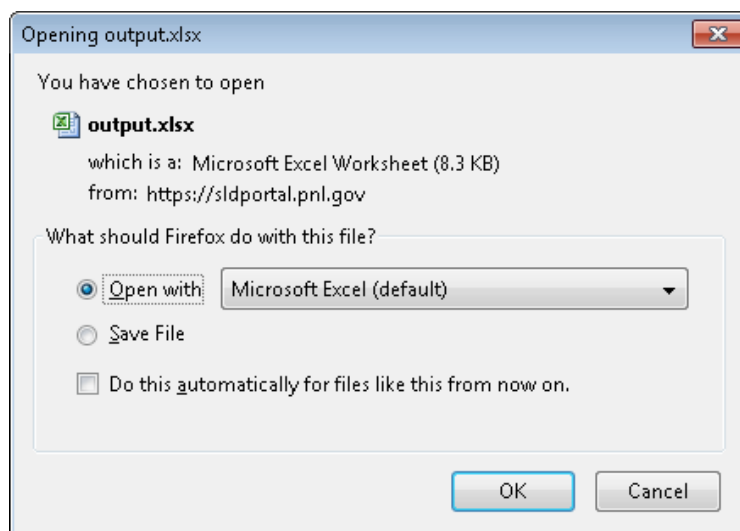 Opening output.xlsx
You have chosen to open
output.xlsx
which is a: Microsoft Excel Worksheet (8.3 KB)
from: https://sldportal.pnl.gov
What should Firefox do with this file?
Open with Microsoft Excel (default)
Save File
Do this automatically for files like this from now on.
OK Cancel